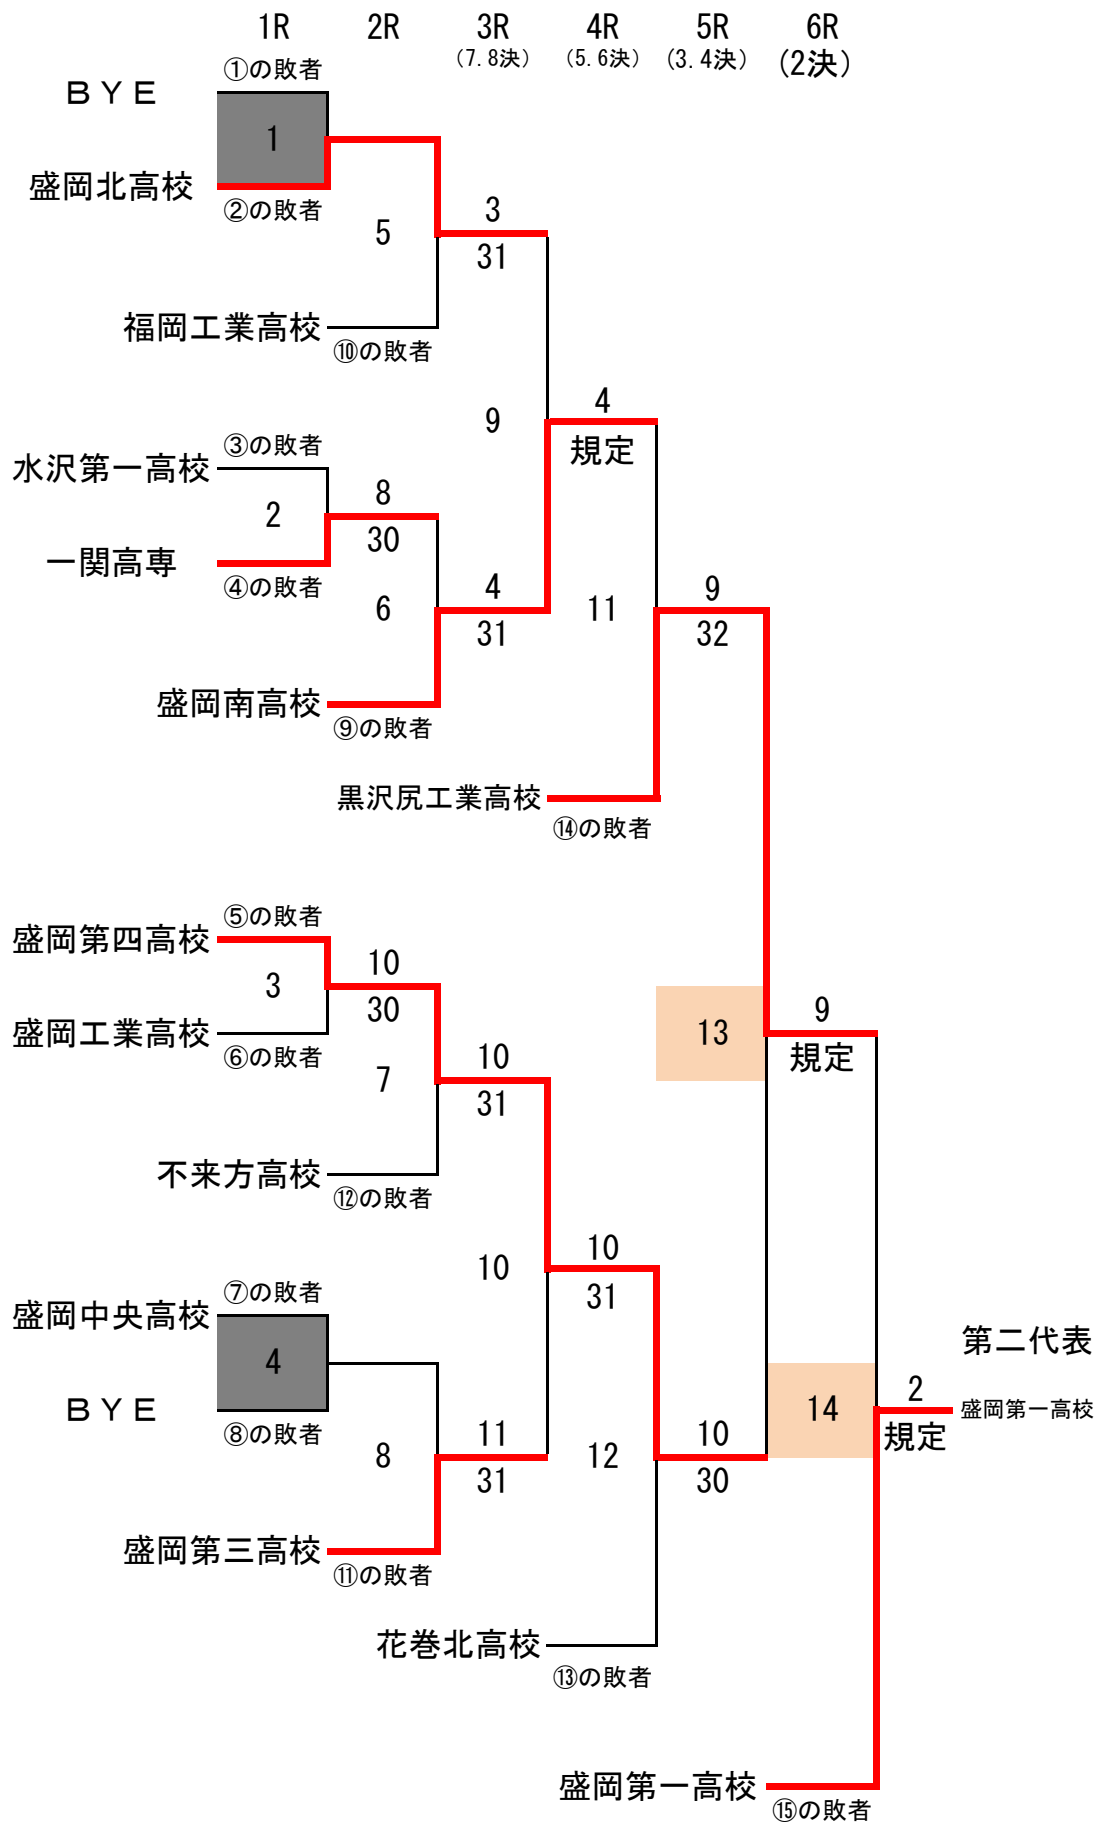 1R 2R 3R 4R 5R 6R
(7.8決) (5.6決) (3.4決) (2決)
①の敗者
ＢＹＥ
1
盛岡北高校
②の敗者
5
3
31
福岡工業高校
⑩の敗者
9
4
規定
③の敗者
水沢第一高校
2
8
30
一関高専
④の敗者
6
4
31
11
9
32
盛岡南高校
⑨の敗者
黒沢尻工業高校
⑭の敗者
⑤の敗者
盛岡第四高校
3
10
30
盛岡工業高校
⑥の敗者
7
10
31
13
9
規定
不来方高校
⑫の敗者
10
10
31
⑦の敗者
盛岡中央高校
4
ＢＹＥ
⑧の敗者
8
11
31
12
10
30
14
第二代表
2
規定
盛岡第一高校
盛岡第三高校
⑪の敗者
花巻北高校
⑬の敗者
盛岡第一高校
⑮の敗者